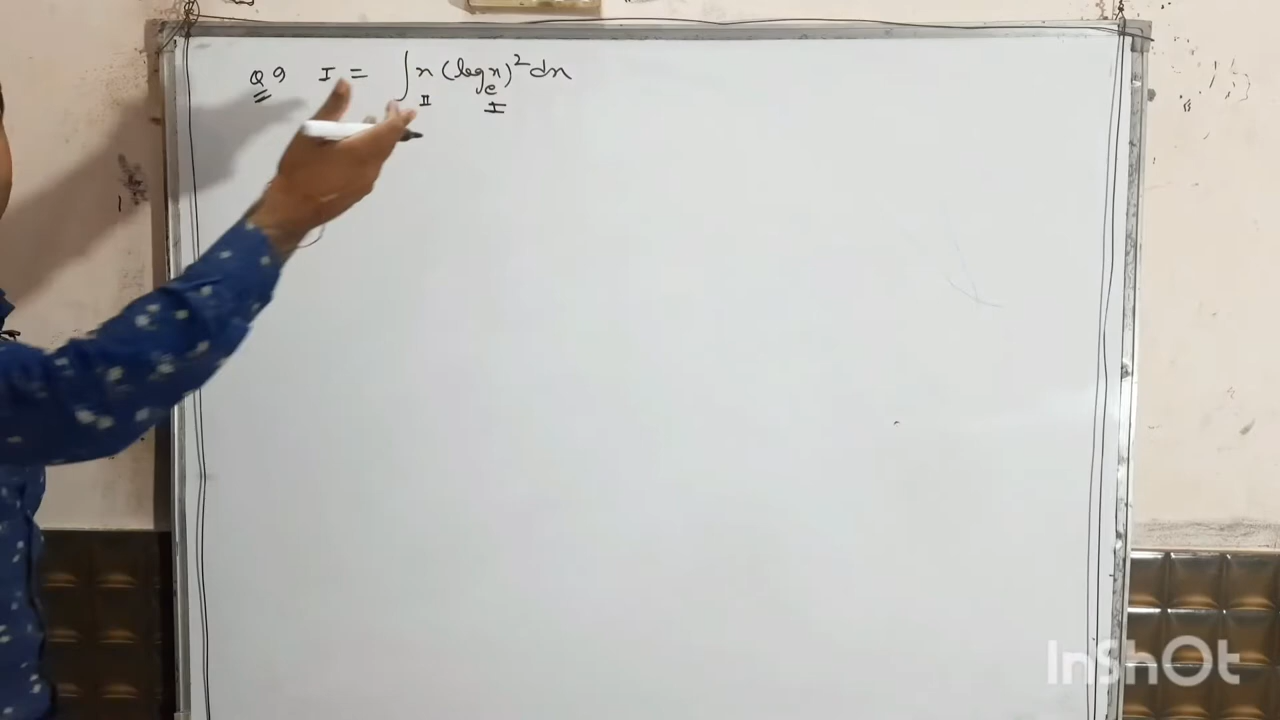 Q9 I = ∫x (logₑx)² dx
II I
InShOt